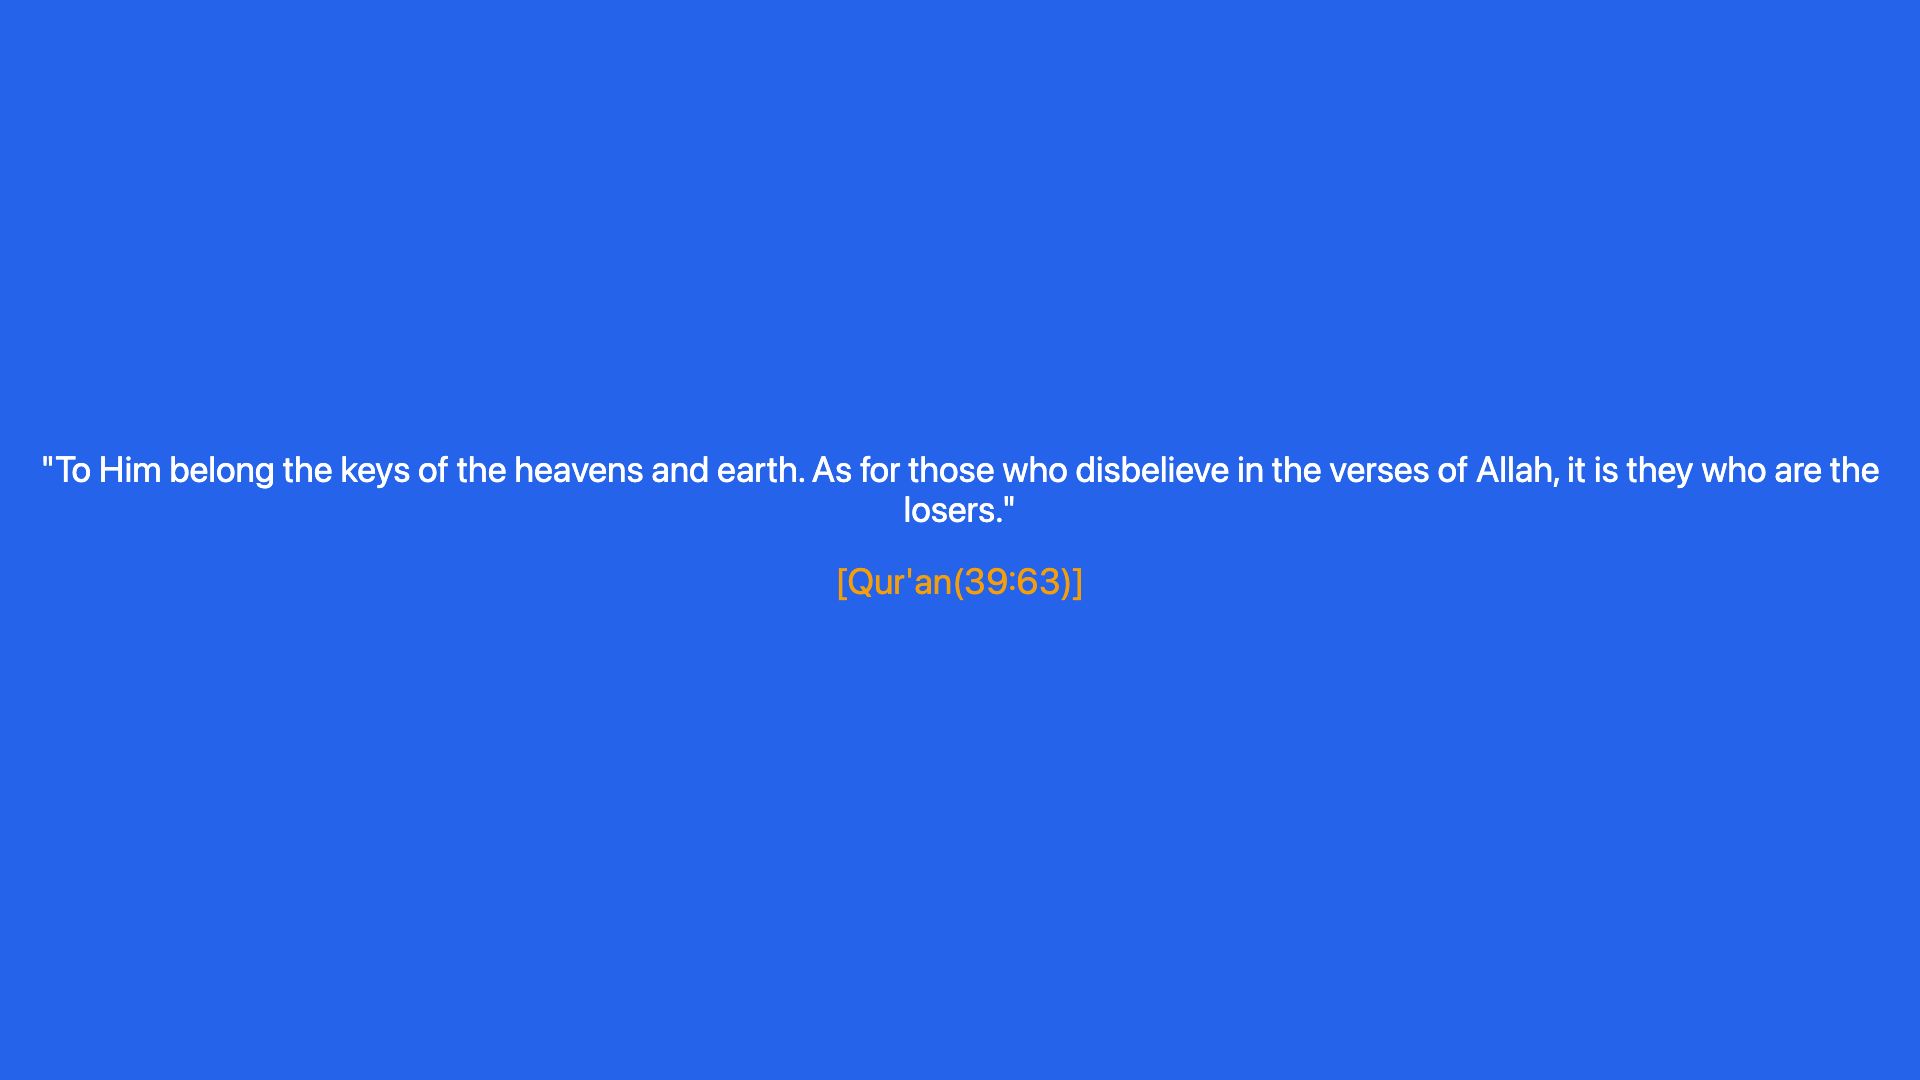 "To Him belong the keys of the heavens and earth. As for those who disbelieve in the verses of Allah, it is they who are the
losers."
[Qur'an(39:63)]